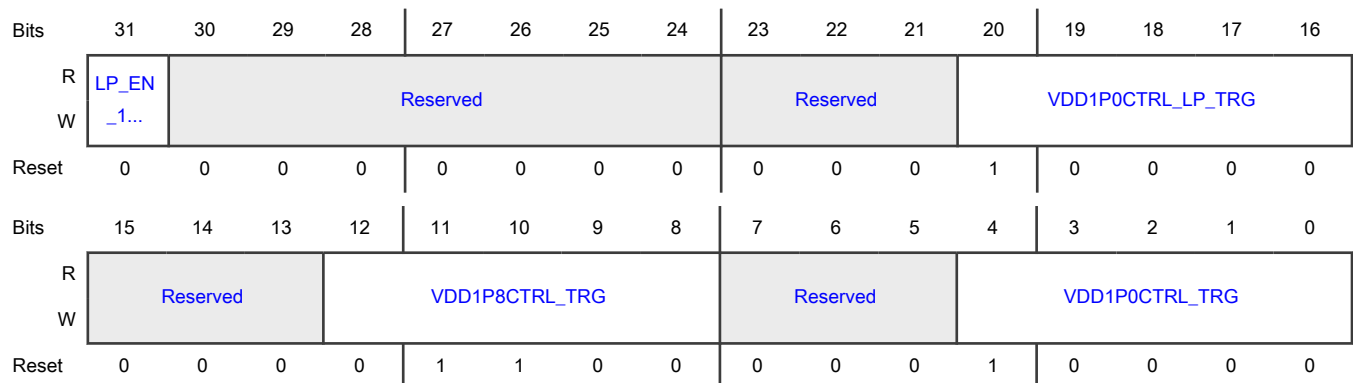 Bits 31 30 29 28 27 26 25 24 23 22 21 20 19 18 17 16
R LP_EN Reserved Reserved VDD1P0CTRL_LP_TRG
W _1...
Reset 0 0 0 0 0 0 0 0 0 0 0 1 0 0 0 0
Bits 15 14 13 12 11 10 9 8 7 6 5 4 3 2 1 0
R Reserved VDD1P8CTRL_TRG Reserved VDD1P0CTRL_TRG
W
Reset 0 0 0 0 1 1 0 0 0 0 0 1 0 0 0 0